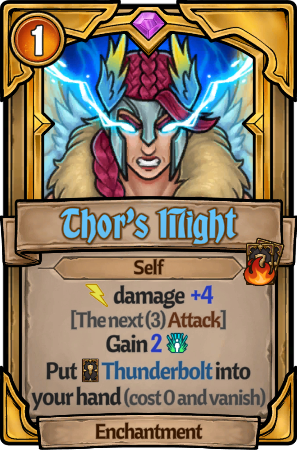 1
Thor's Might
Self
damage +4
[The next (3) Attack]
Gain 2
Put Thunderbolt into
your hand (cost 0 and vanish)
Enchantment